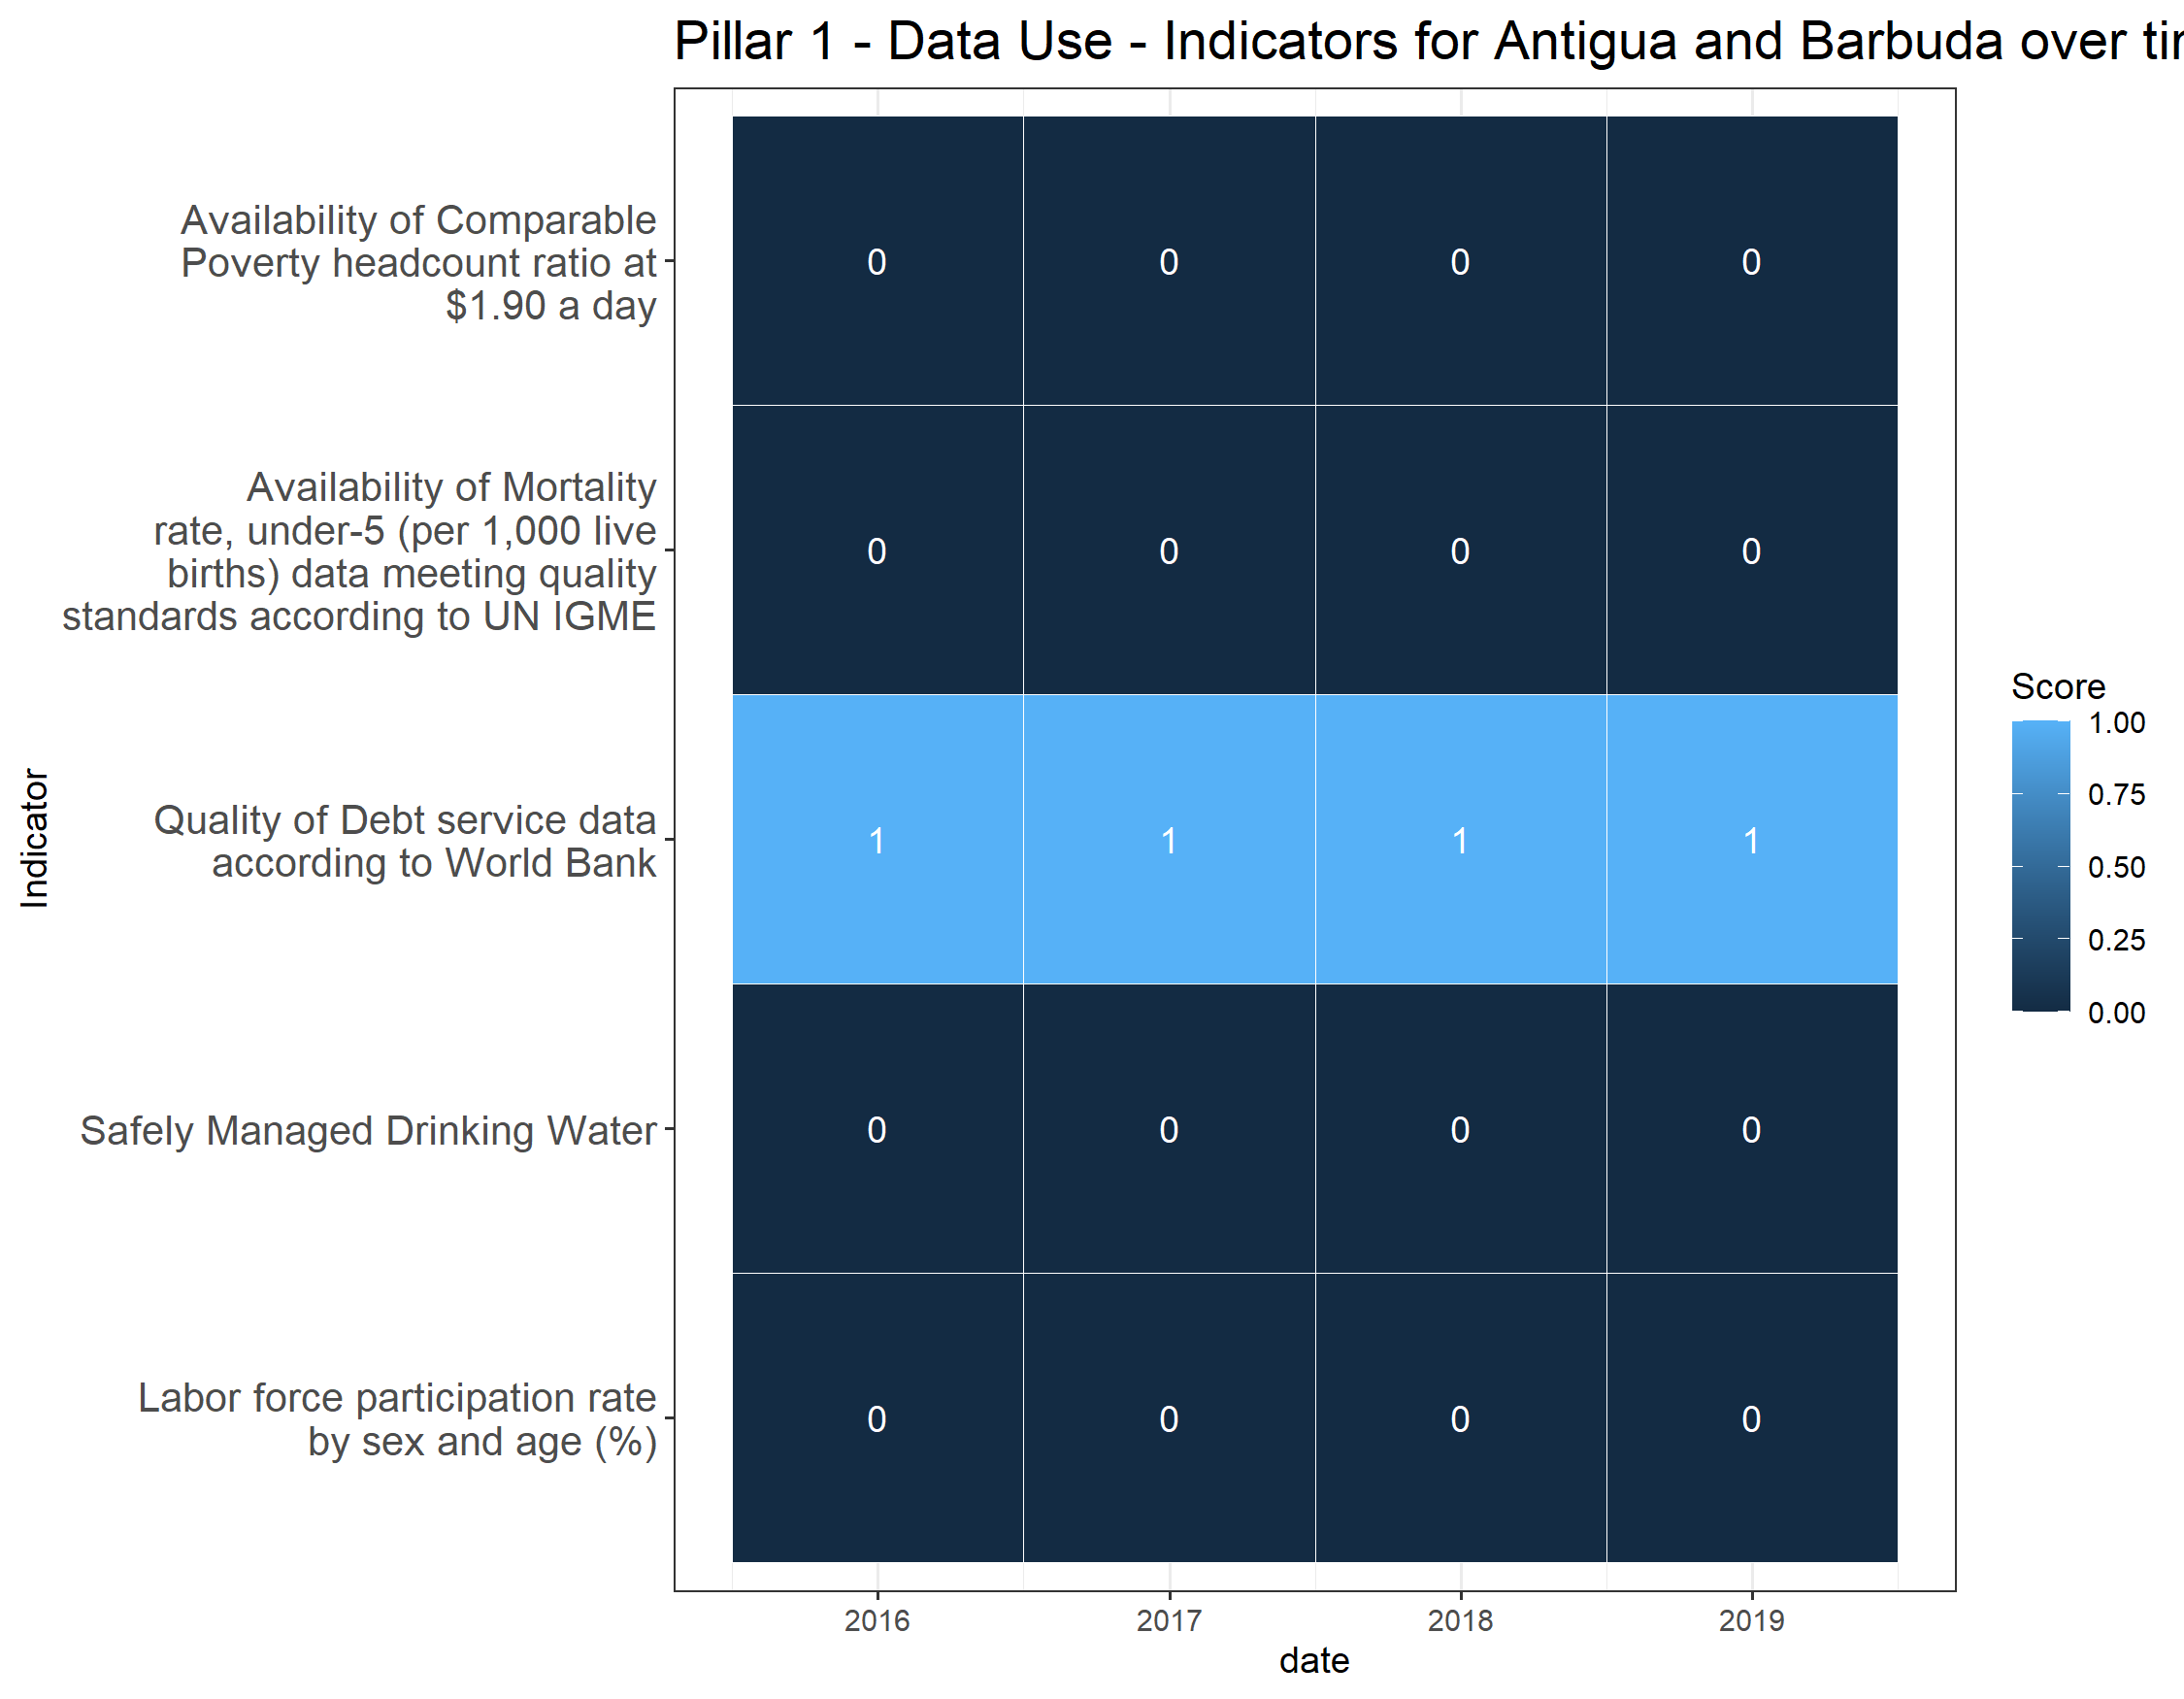 Pillar 1 - Data Use - Indicators for Antigua and Barbuda over
Availability of Comparable
Poverty headcount ratio at
$1.90 a day
0 0 0 0
Availability of Mortality
rate, under-5 (per 1,000 live
births) data meeting quality
standards according to UN IGME
0 0 0 0
Quality of Debt service data
according to World Bank
1 1 1 1
Safely Managed Drinking Water
0 0 0 0
Labor force participation rate
by sex and age (%)
0 0 0 0
Indicator
2016 2017 2018 2019
date
Score
1.00
0.75
0.50
0.25
0.00